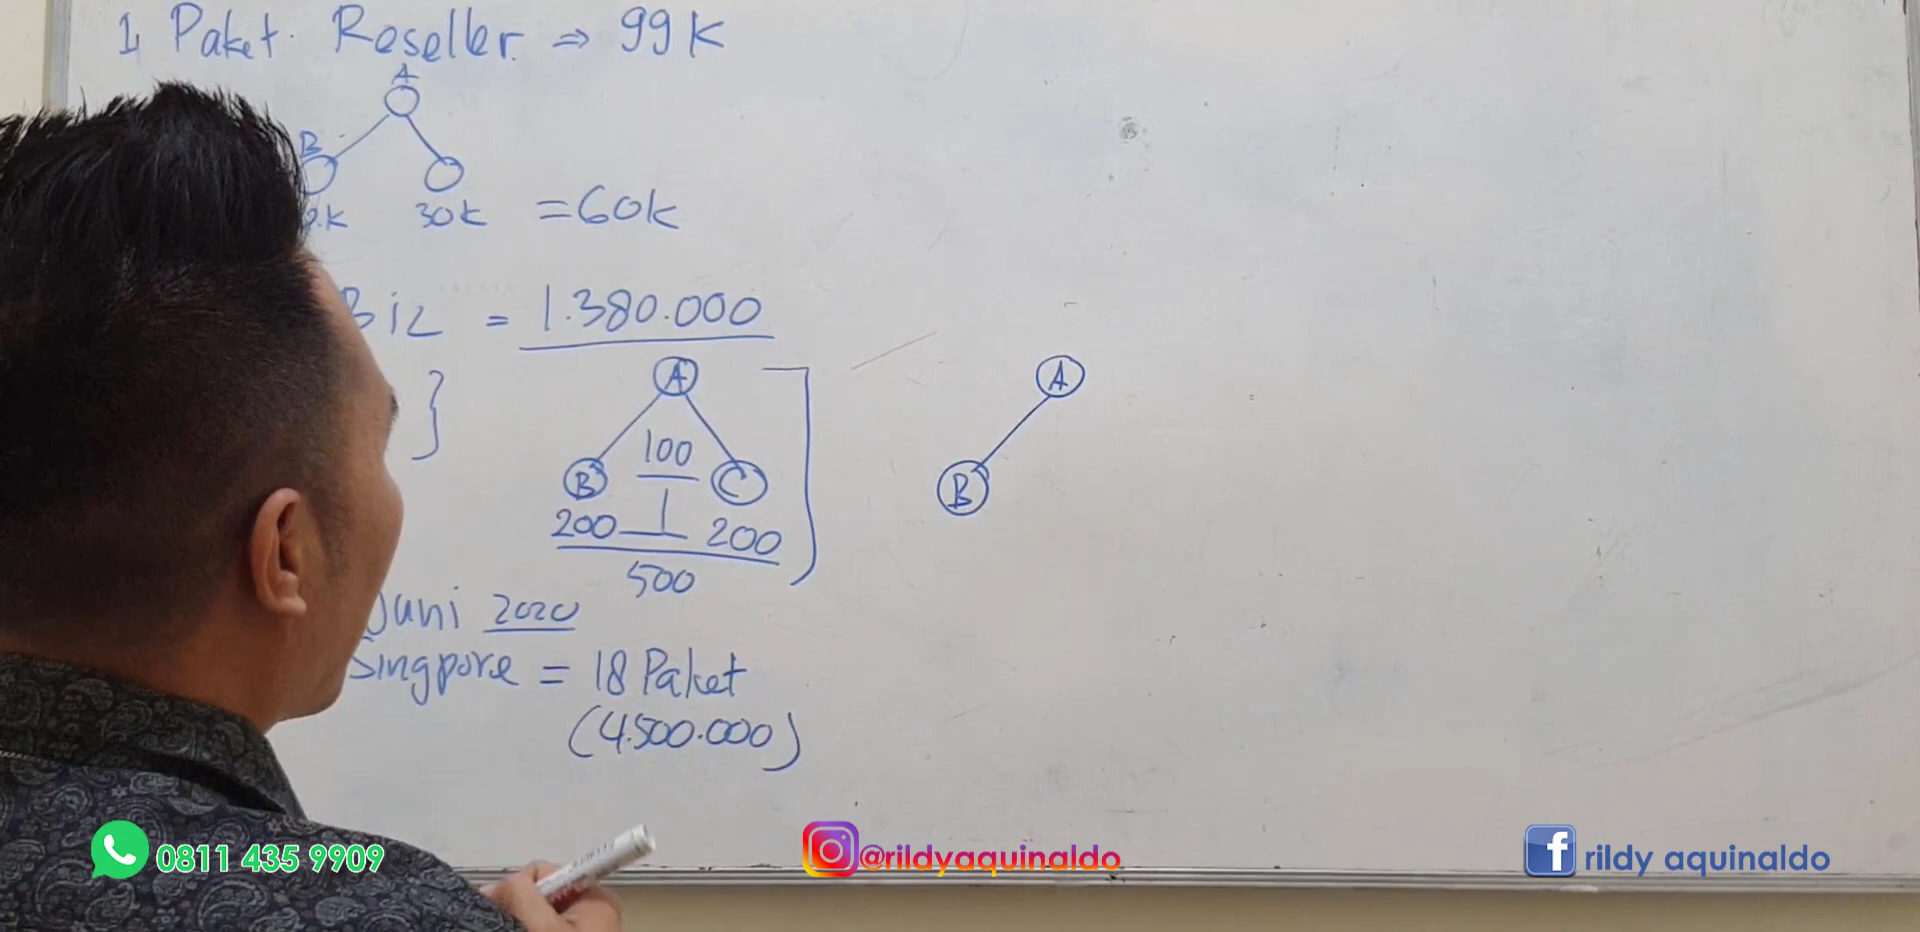 1, Paket Reseller ⇒ 99K
A
B
30K = 60K
Biz = 1.380.000
A
100
B C
200 200
500
A
B
Juni 2020
Singpore = 18 Paket
(4.500.000)
0811 435 9909
@rildyaquinaldo
f rildy aquinaldo